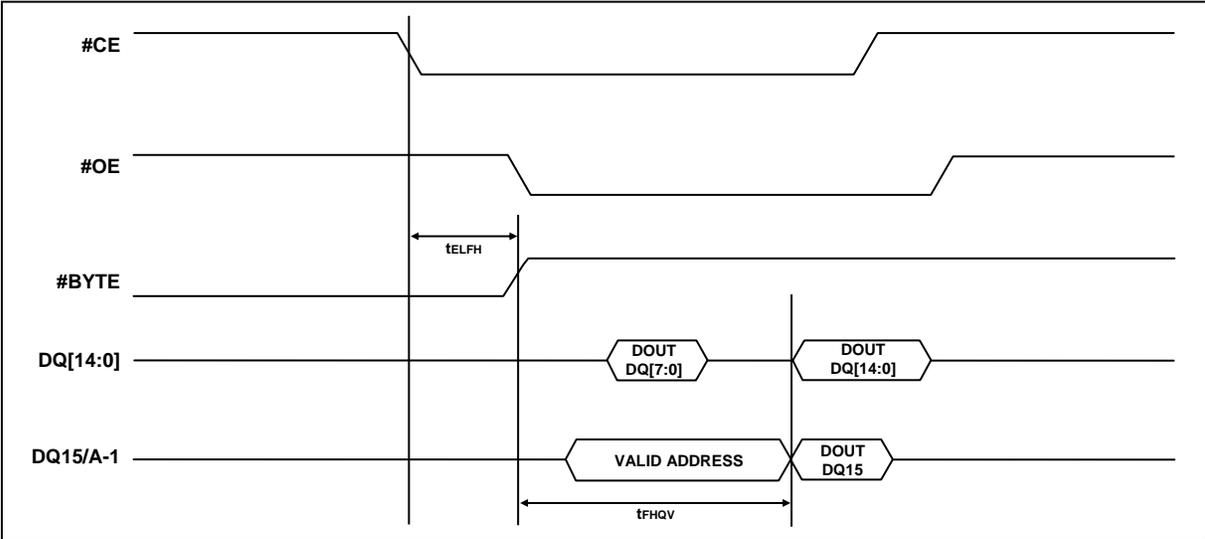 #CE
#OE
tELFH
#BYTE
DQ[14:0]
DOUT
DQ[7:0]
DOUT
DQ[14:0]
DQ15/A-1
VALID ADDRESS
DOUT
DQ15
tFHQV